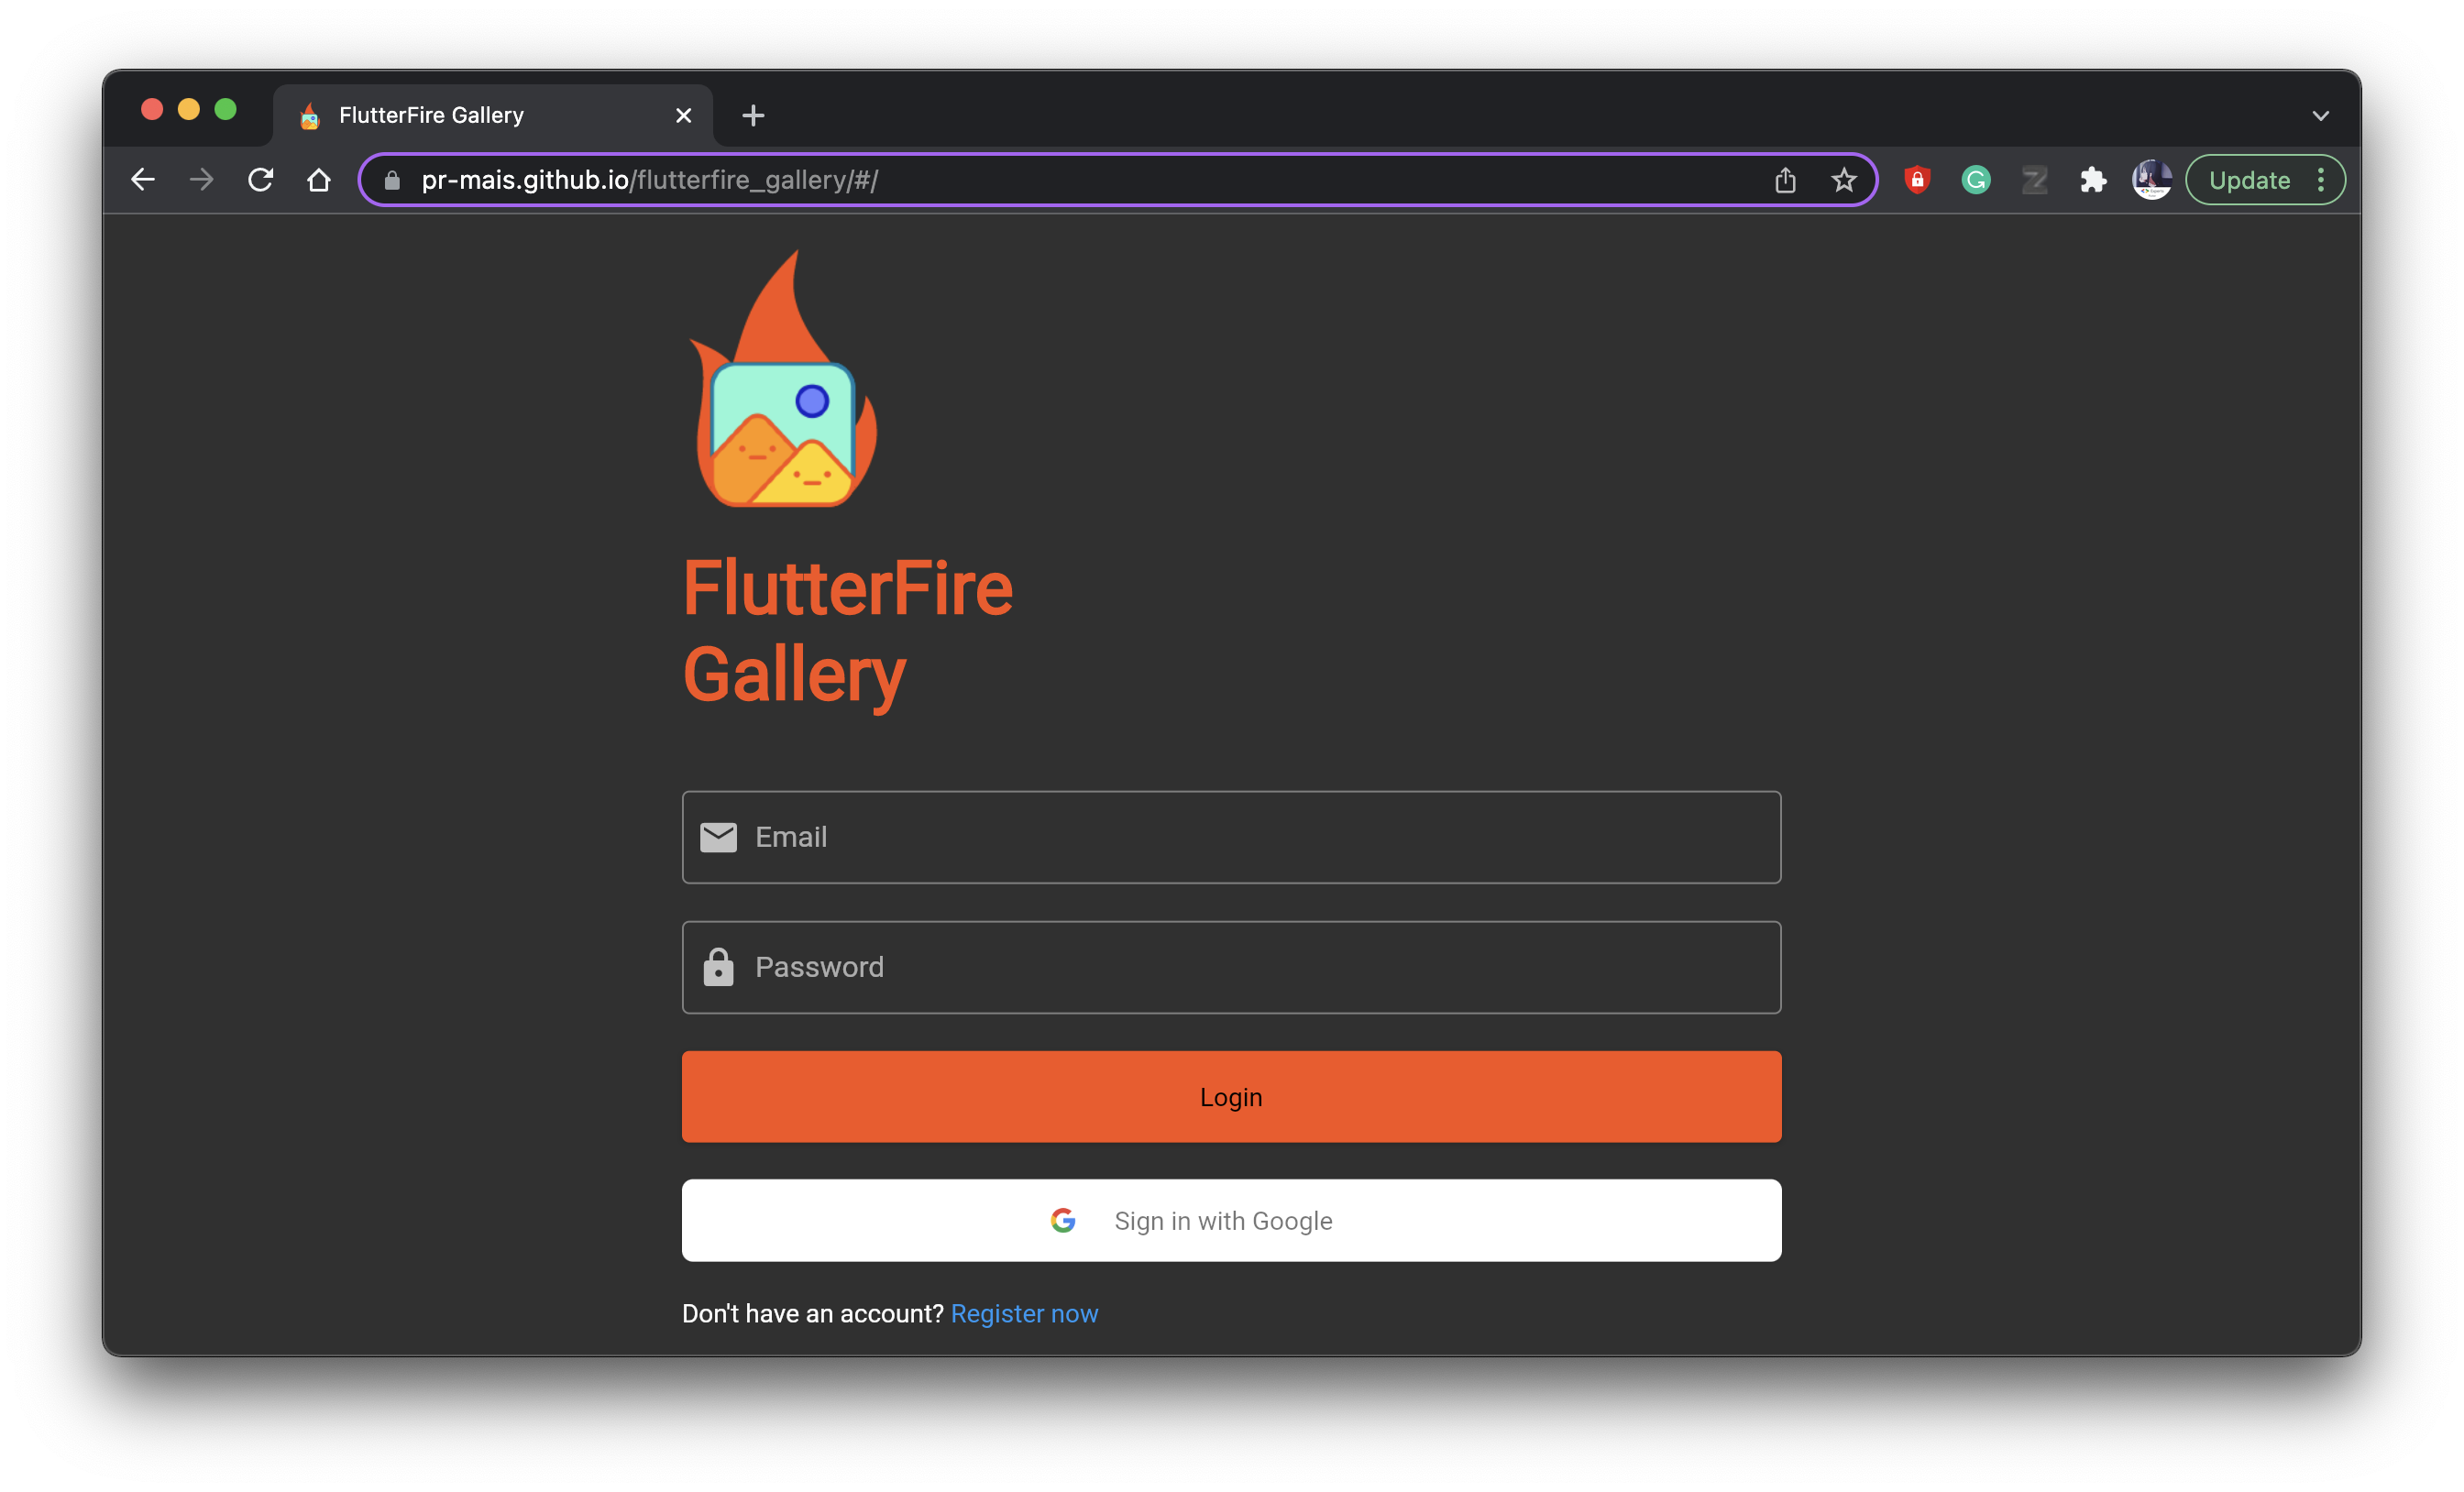 FlutterFire Gallery
pr-mais.github.io/flutterfire_gallery/#/
Update
FlutterFire
Gallery
Email
Password
Login
Sign in with Google
Don't have an account? Register now